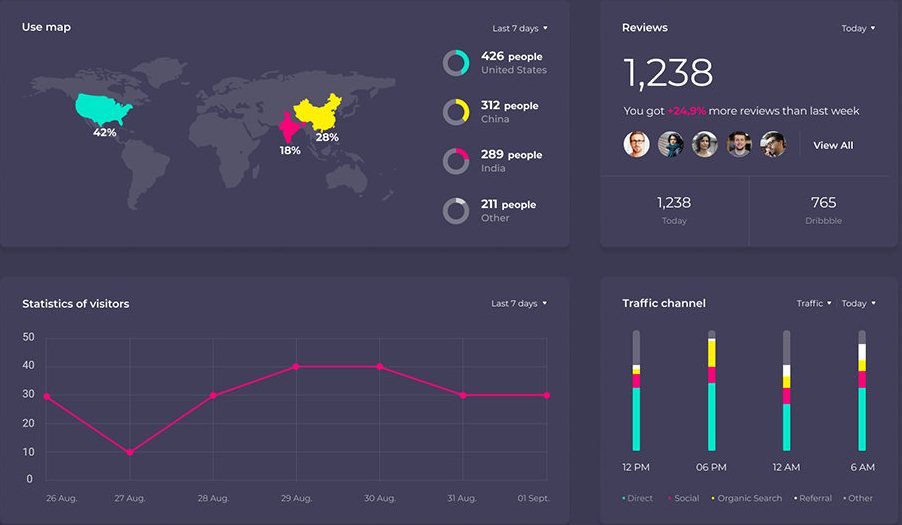 Use map
Last 7 days
42%
18%
28%
426 people
United States
312 people
China
289 people
India
211 people
Other
Reviews
Today
1,238
You got +24,9% more reviews than last week
View All
1,238
Today
765
Dribbble
Statistics of visitors
Last 7 days
50
40
30
20
10
0
26 Aug.
27 Aug.
28 Aug.
29 Aug.
30 Aug.
31 Aug.
01 Sept.
Traffic channel
Traffic
Today
12 PM
06 PM
12 AM
6 AM
Direct
Social
Organic Search
Referral
Other